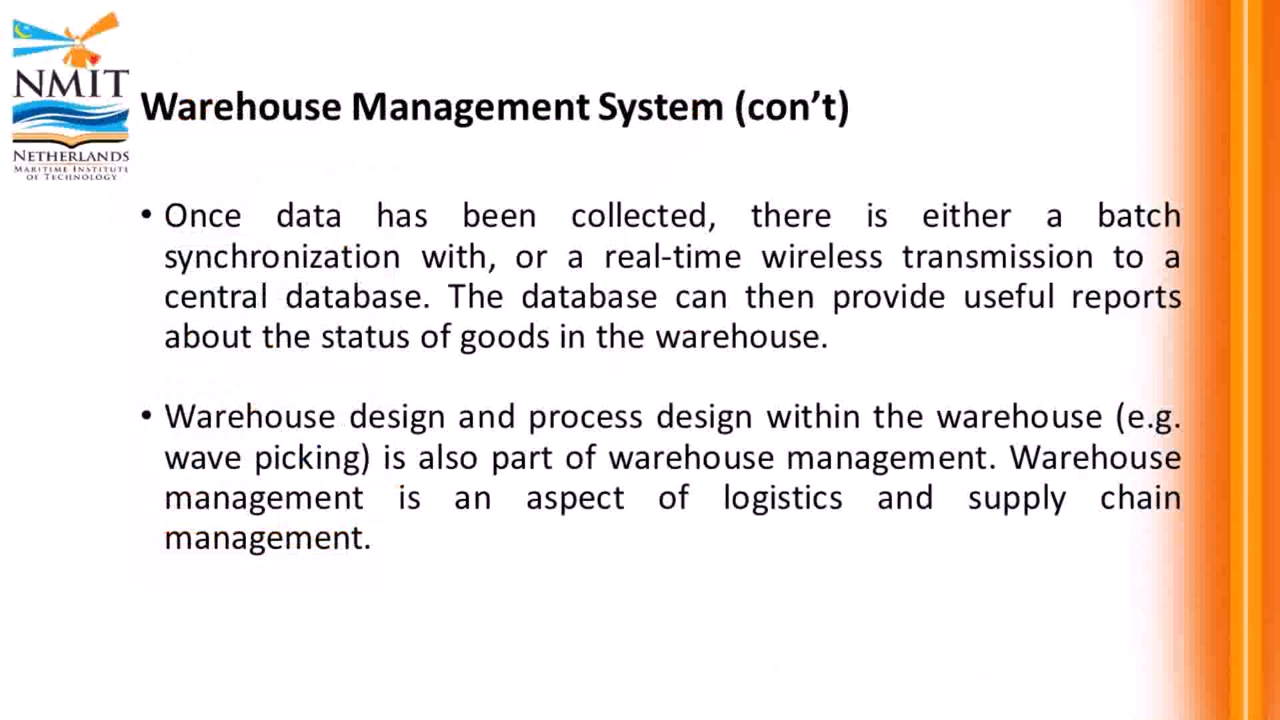 NMIT
NETHERLANDS
MARITIME INSTITUTE
OF TECHNOLOGY
Warehouse Management System (con’t)
• Once data has been collected, there is either a batch
synchronization with, or a real-time wireless transmission to a
central database. The database can then provide useful reports
about the status of goods in the warehouse.
• Warehouse design and process design within the warehouse (e.g.
wave picking) is also part of warehouse management. Warehouse
management is an aspect of logistics and supply chain
management.